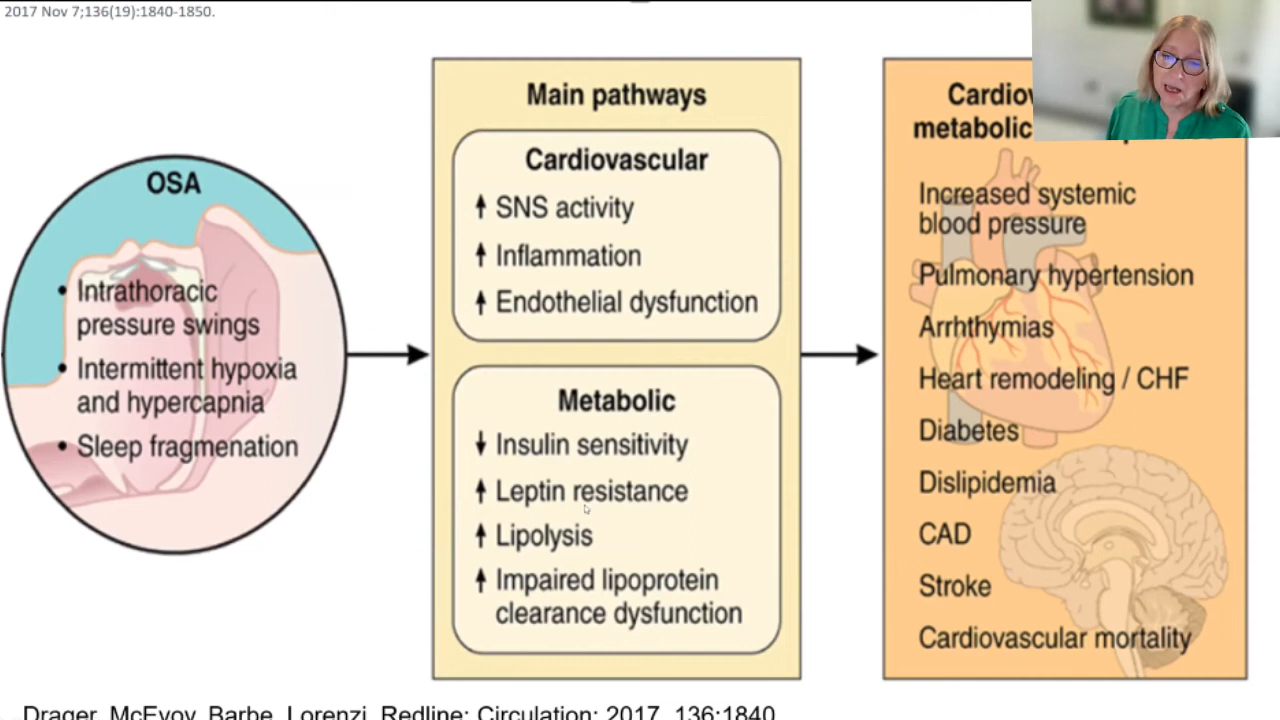 2017 Nov 7;136(19):1840-1850.
OSA
• Intrathoracic
pressure swings
• Intermittent hypoxia
and hypercapnia
• Sleep fragmenation
Main pathways
Cardiovascular
↑ SNS activity
↑ Inflammation
↑ Endothelial dysfunction
Metabolic
↓ Insulin sensitivity
↑ Leptin resistance
↑ Lipolysis
↑ Impaired lipoprotein
clearance dysfunction
metabolic
Increased systemic
blood pressure
Pulmonary hypertension
Arrhthymias
Heart remodeling / CHF
Diabetes
Dislipidemia
CAD
Stroke
Cardiovascular mortality
Drager, McEvoy, Barbe, Lorenzi, Redline; Circulation; 2017, 136:1840